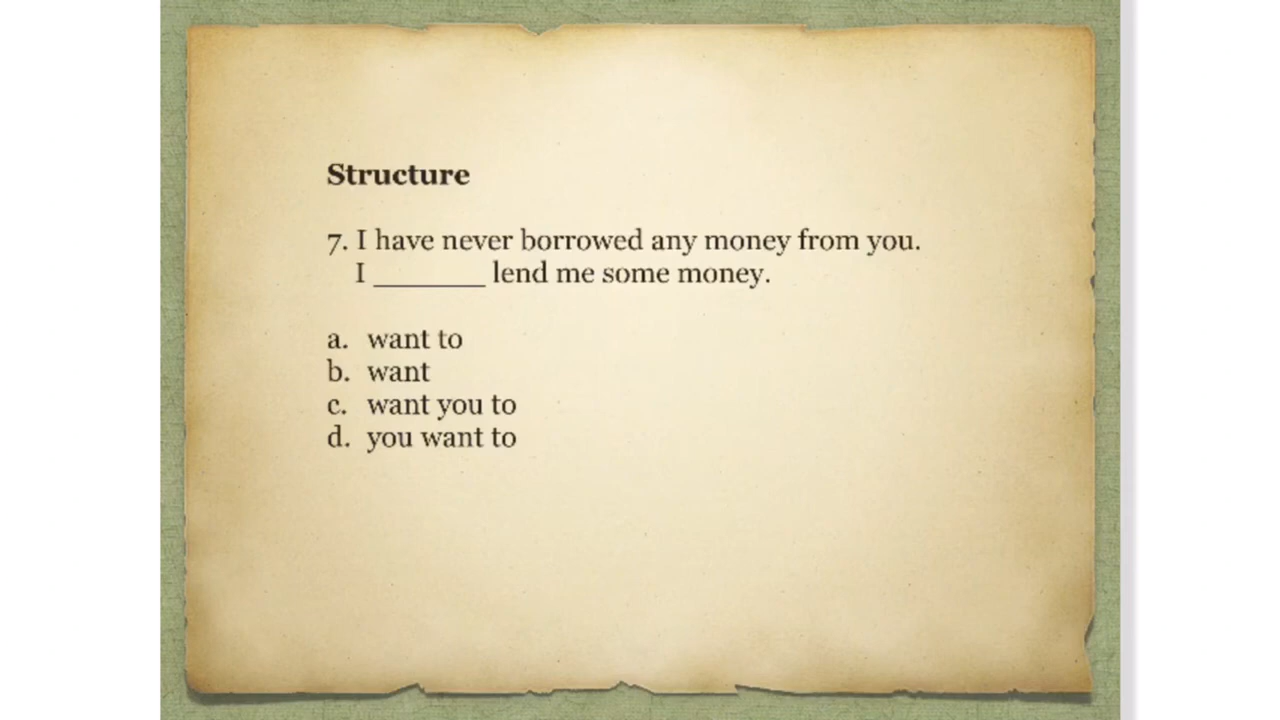 Structure
7. I have never borrowed any money from you.
I ______ lend me some money.
a. want to
b. want
c. want you to
d. you want to